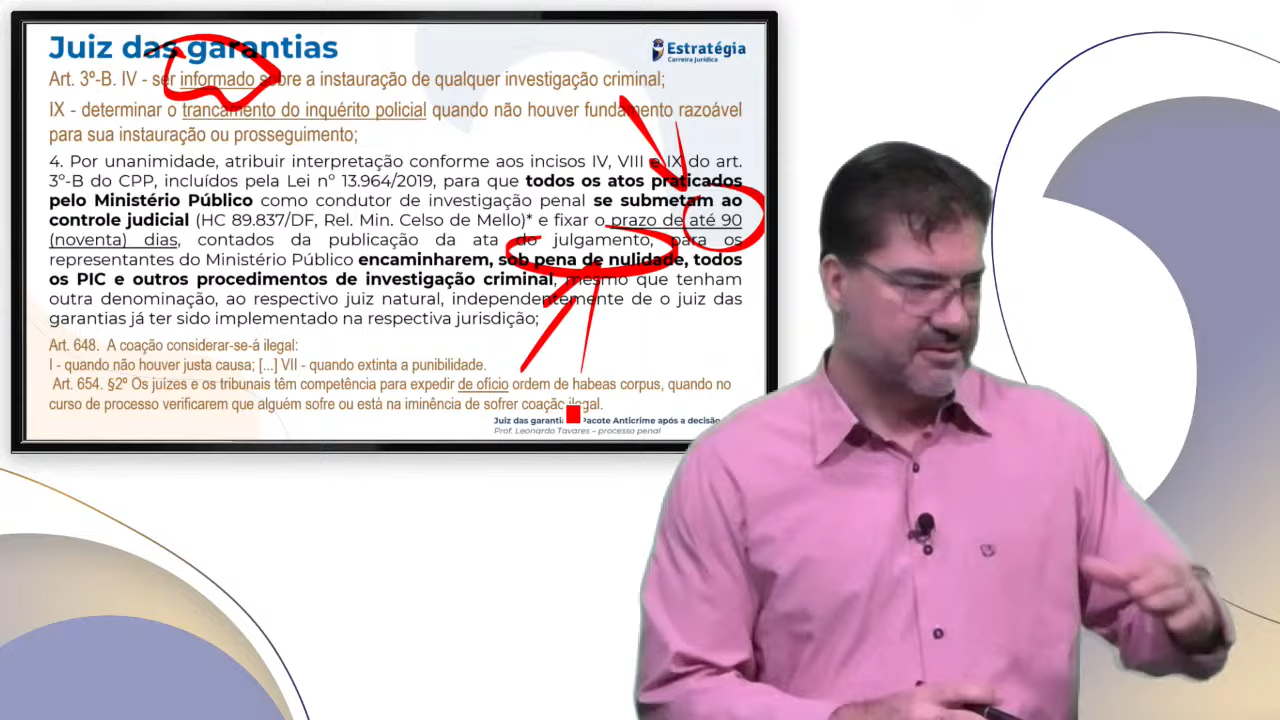 Juiz das garantias
Estratégia
Carreira Jurídica
Art. 3º-B. IV - ser informado sobre a instauração de qualquer investigação criminal;
IX - determinar o trancamento do inquérito policial quando não houver fundamento razoável
para sua instauração ou prosseguimento;
4. Por unanimidade, atribuir interpretação conforme aos incisos IV, VIII e IX do art.
3º-B do CPP, incluídos pela Lei nº 13.964/2019, para que todos os atos praticados
pelo Ministério Público como condutor de investigação penal se submetam ao
controle judicial (HC 89.837/DF, Rel. Min. Celso de Mello)* e fixar o prazo de até 90
(noventa) dias, contados da publicação da ata do julgamento, para os
representantes do Ministério Público encaminharem, sob pena de nulidade, todos
os PIC e outros procedimentos de investigação criminal, mesmo que tenham
outra denominação, ao respectivo juiz natural, independentemente de o juiz das
garantias já ter sido implementado na respectiva jurisdição;
Art. 648. A coação considerar-se-á ilegal:
I - quando não houver justa causa; [...] VII - quando extinta a punibilidade.
Art. 654. §2º Os juízes e os tribunais têm competência para expedir de ofício ordem de habeas corpus, quando no
curso de processo verificarem que alguém sofre ou está na iminência de sofrer coação ilegal.
Juiz das garanti Pacote Anticrime após a decisão
Prof. Leonardo Tavares – processo penal